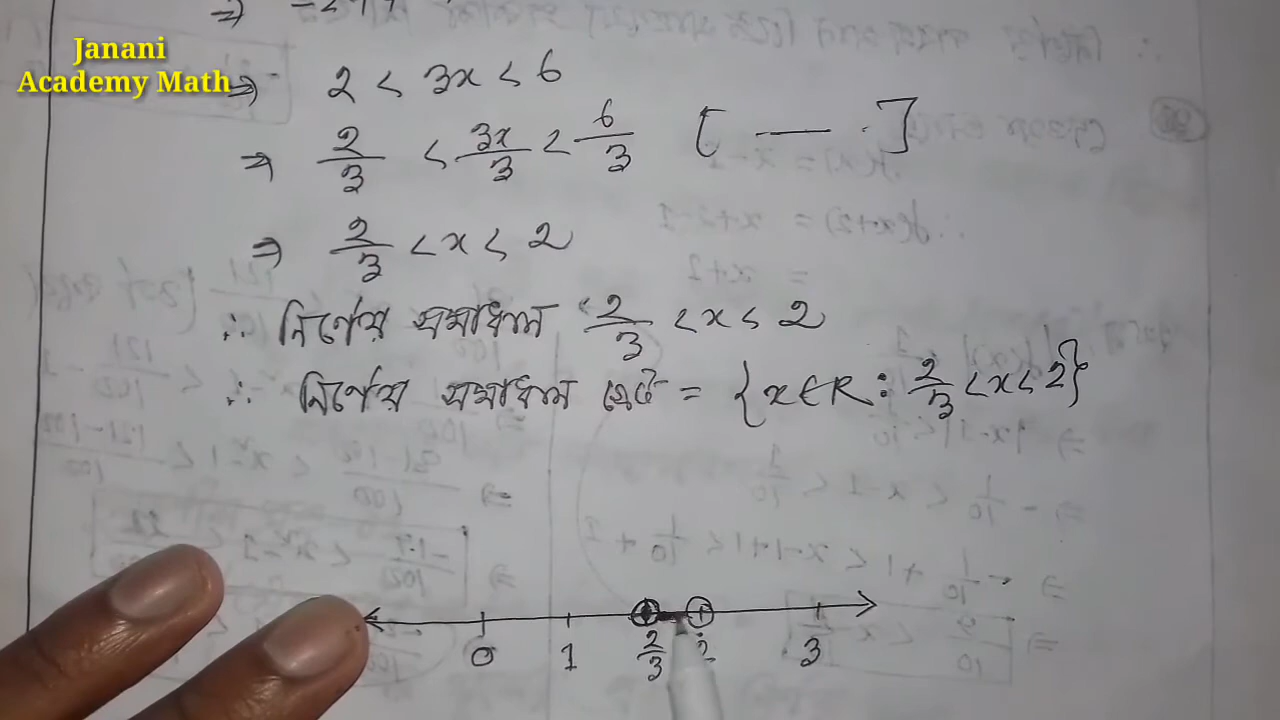 Janani
Academy Math
⇒ 2 < 3x < 6
⇒ 2/3 < 3x/3 < 6/3 [ — ]
⇒ 2/3 < x < 2
∴ নির্ণেয় সমাধান 2/3 < x < 2
∴ নির্ণেয় সমাধান সেট = {x ∈ R : 2/3 < x < 2}
0 1 2/3 2 3